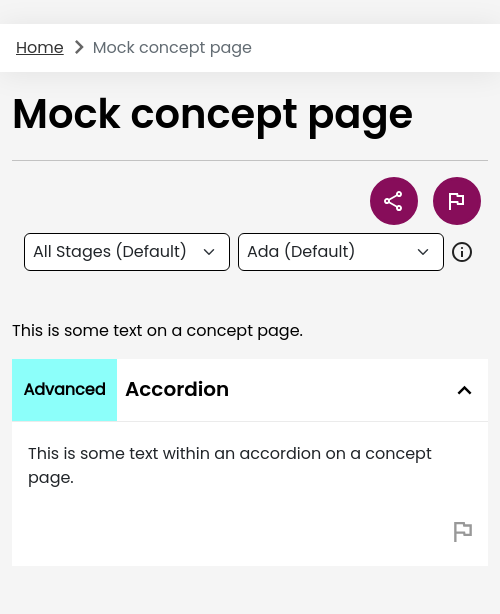 Home Mock concept page
Mock concept page
All Stages (Default) Ada (Default)
This is some text on a concept page.
Advanced Accordion
This is some text within an accordion on a concept
page.